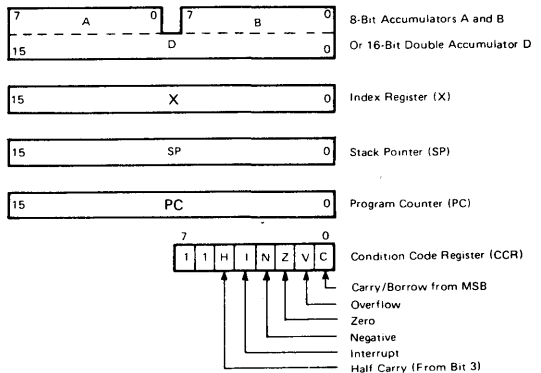 7 A 0 7 B 0 8-Bit Accumulators A and B
15 D 0 Or 16-Bit Double Accumulator D
15 X 0 Index Register (X)
15 SP 0 Stack Pointer (SP)
15 PC 0 Program Counter (PC)
7 0
1 1 H I N Z V C Condition Code Register (CCR)
Carry/Borrow from MSB
Overflow
Zero
Negative
Interrupt
Half Carry (From Bit 3)